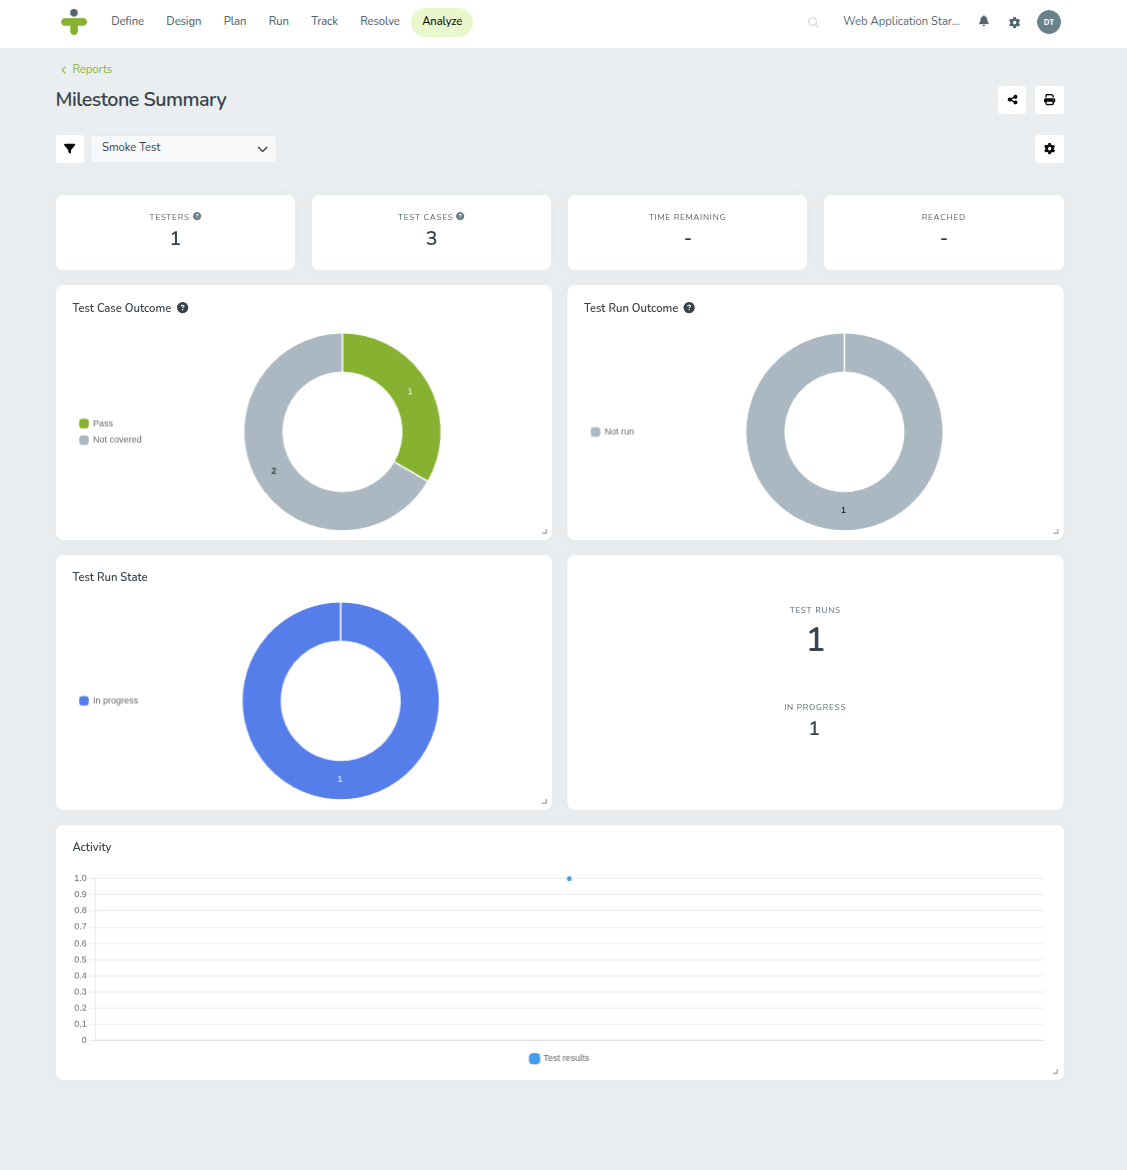 Define Design Plan Run Track Resolve Analyze Web Application Star... DT
Reports
Milestone Summary
Smoke Test
TESTERS ? TEST CASES ? TIME REMAINING REACHED
1 3 - -
Test Case Outcome ?
1
Pass
Not covered
2
Test Run Outcome ?
Not run
1
Test Run State
In progress
1
TEST RUNS
1
IN PROGRESS
1
Activity
1.0
0.9
0.8
0.7
0.6
0.5
0.4
0.3
0.2
0.1
0
Test results